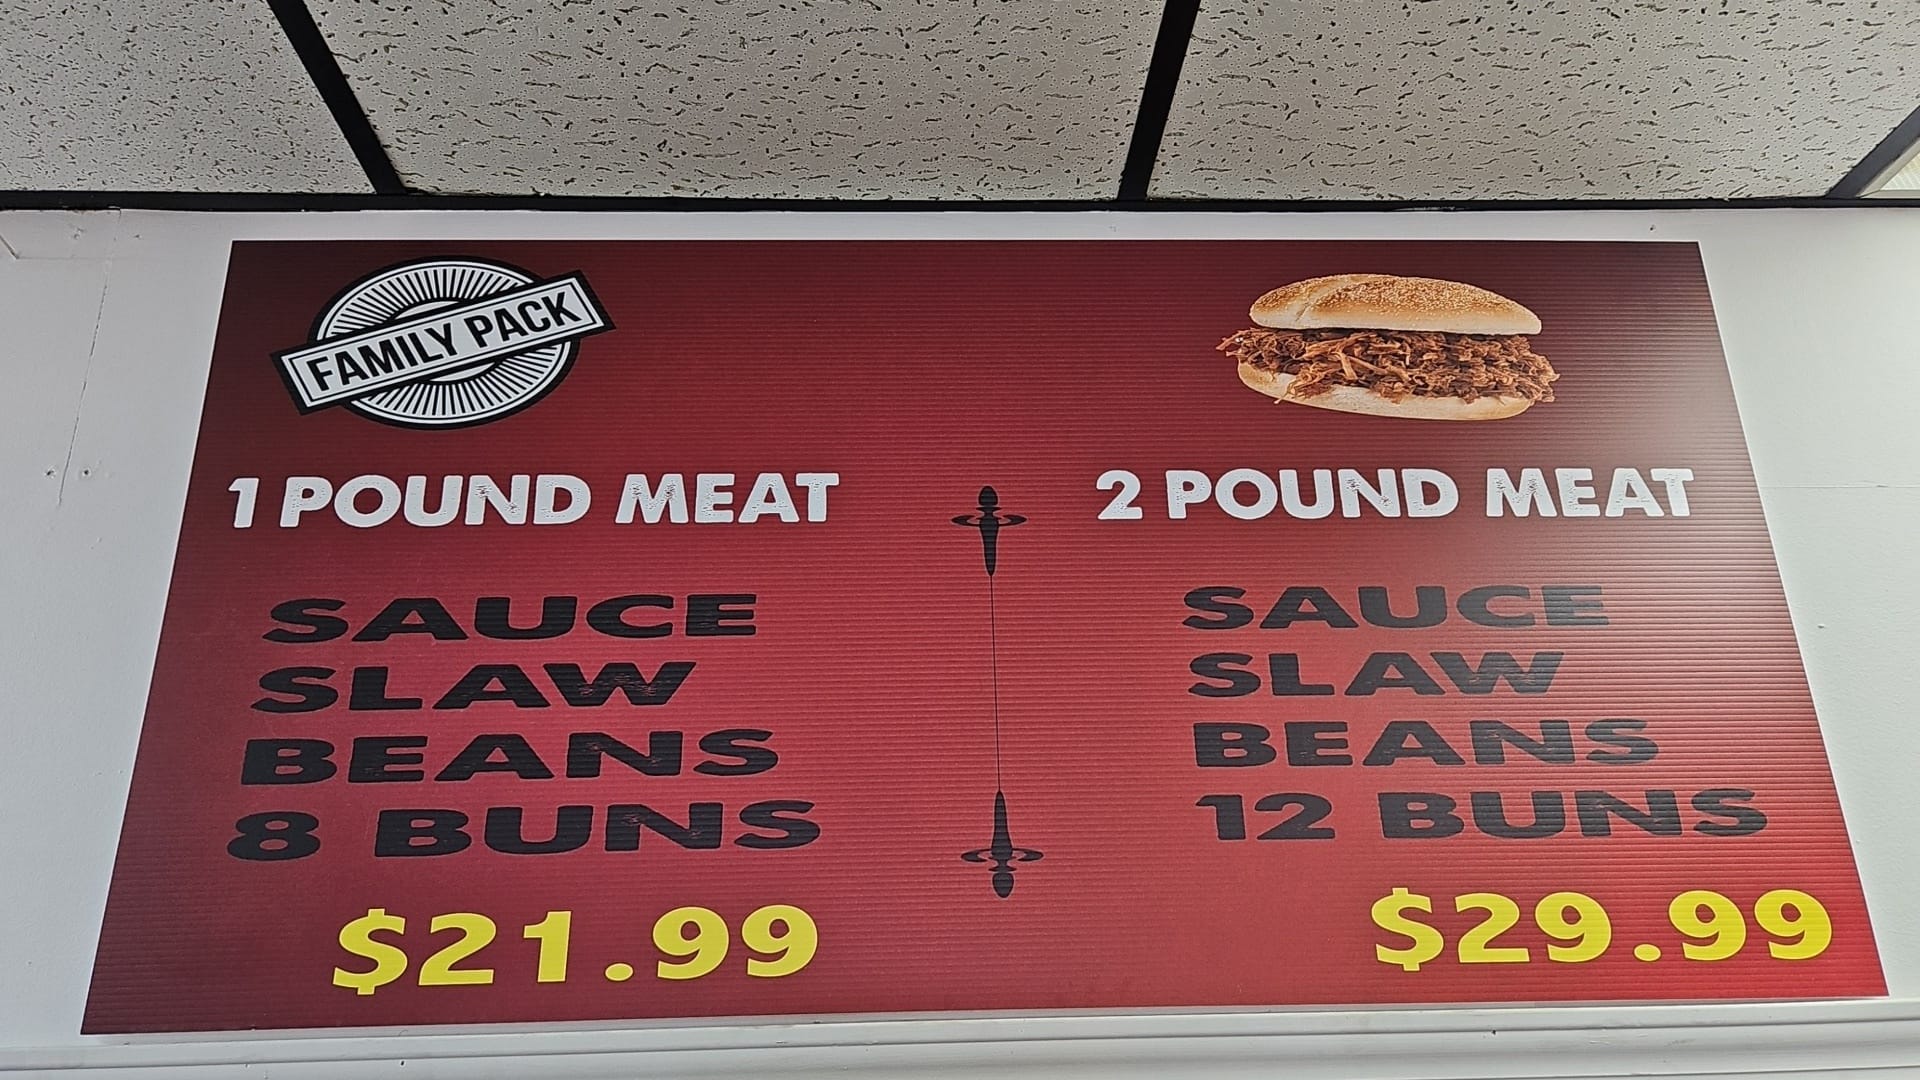 FAMILY PACK
1 POUND MEAT
SAUCE
SLAW
BEANS
8 BUNS
$21.99
2 POUND MEAT
SAUCE
SLAW
BEANS
12 BUNS
$29.99